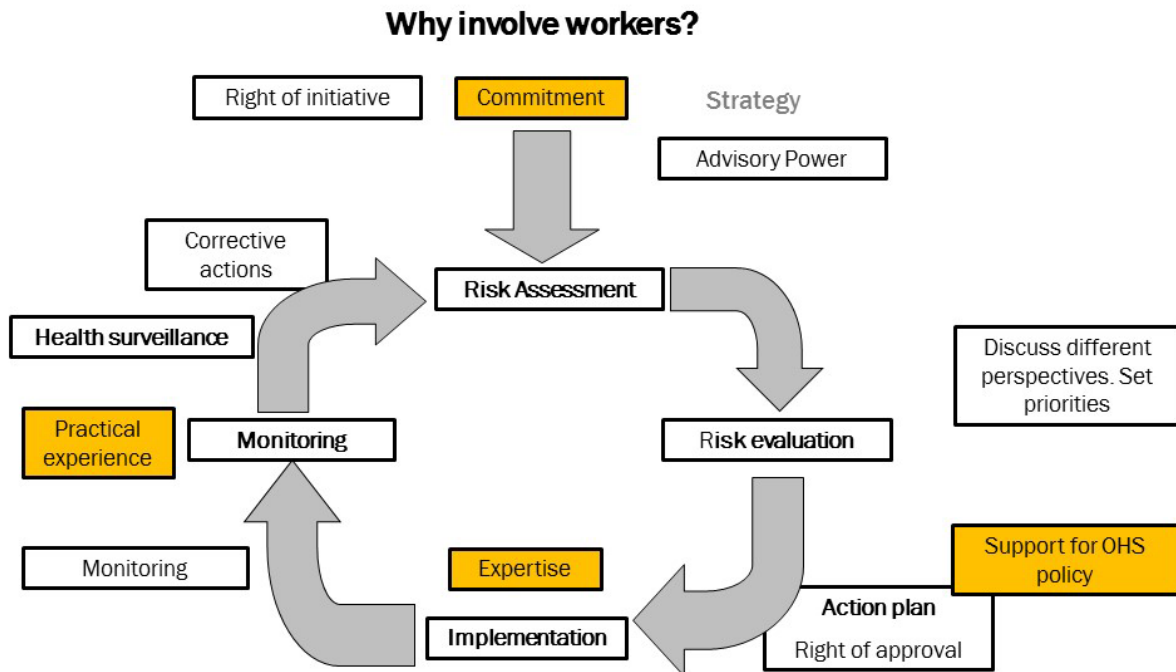 Why involve workers?
Right of initiative
Commitment
Strategy
Advisory Power
Corrective
actions
Risk Assessment
Health surveillance
Discuss different
perspectives. Set
priorities
Practical
experience
Monitoring
Risk evaluation
Monitoring
Expertise
Support for OHS
policy
Implementation
Action plan
Right of approval